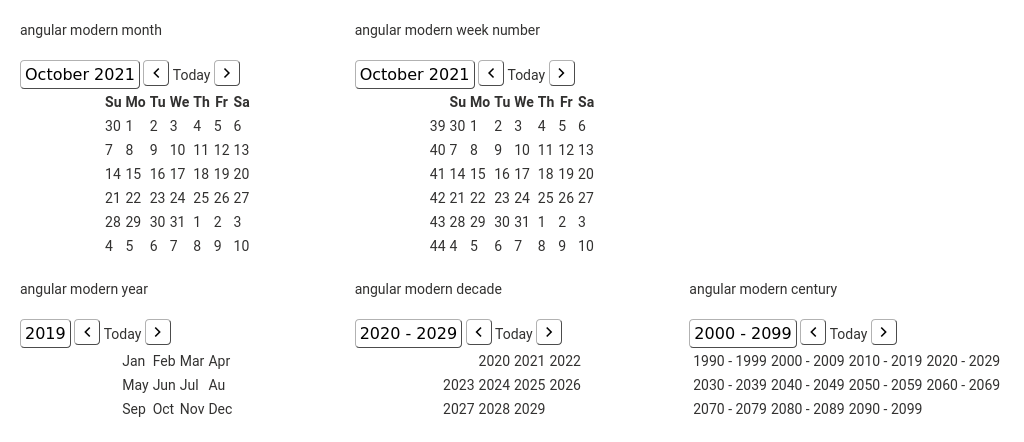 angular modern month
October 2021 Today
Su Mo Tu We Th Fr Sa
30 1 2 3 4 5 6
7 8 9 10 11 12 13
14 15 16 17 18 19 20
21 22 23 24 25 26 27
28 29 30 31 1 2 3
4 5 6 7 8 9 10
angular modern week number
October 2021 Today
Su Mo Tu We Th Fr Sa
39 30 1 2 3 4 5 6
40 7 8 9 10 11 12 13
41 14 15 16 17 18 19 20
42 21 22 23 24 25 26 27
43 28 29 30 31 1 2 3
44 4 5 6 7 8 9 10
angular modern year
2019 Today
Jan Feb Mar Apr
May Jun Jul Au
Sep Oct Nov Dec
angular modern decade
2020 - 2029 Today
2020 2021 2022
2023 2024 2025 2026
2027 2028 2029
angular modern century
2000 - 2099 Today
1990 - 1999 2000 - 2009 2010 - 2019 2020 - 2029
2030 - 2039 2040 - 2049 2050 - 2059 2060 - 2069
2070 - 2079 2080 - 2089 2090 - 2099